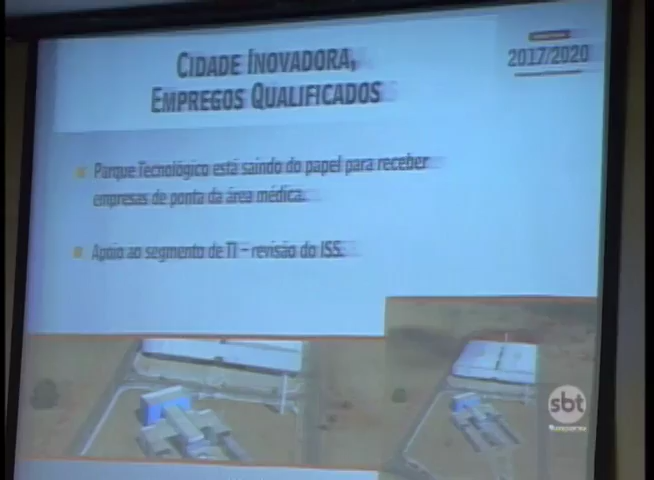 CIDADE INOVADORA,
EMPREGOS QUALIFICADOS
2017/2020
Parque Tecnológico está saindo do papel para receber
empresas de ponta da área médica.
Apoio ao segmento de TI – revisão do ISS.
sbt